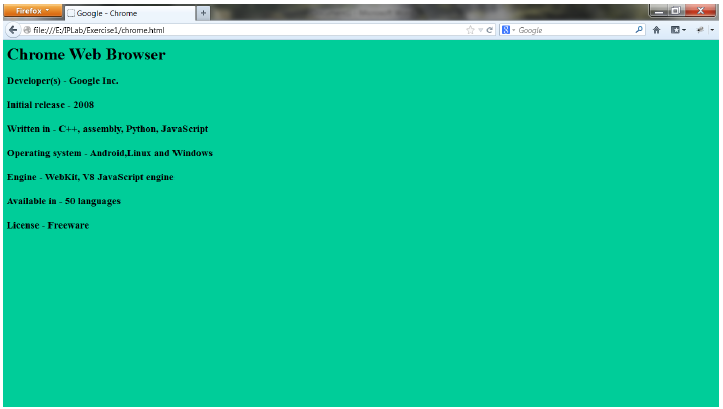 Firefox
Google - Chrome
file:///E:/IPLab/Exercise1/chrome.html
Google
Chrome Web Browser
Developer(s) - Google Inc.
Initial release - 2008
Written in - C++, assembly, Python, JavaScript
Operating system - Android,Linux and Windows
Engine - WebKit, V8 JavaScript engine
Available in - 50 languages
License - Freeware